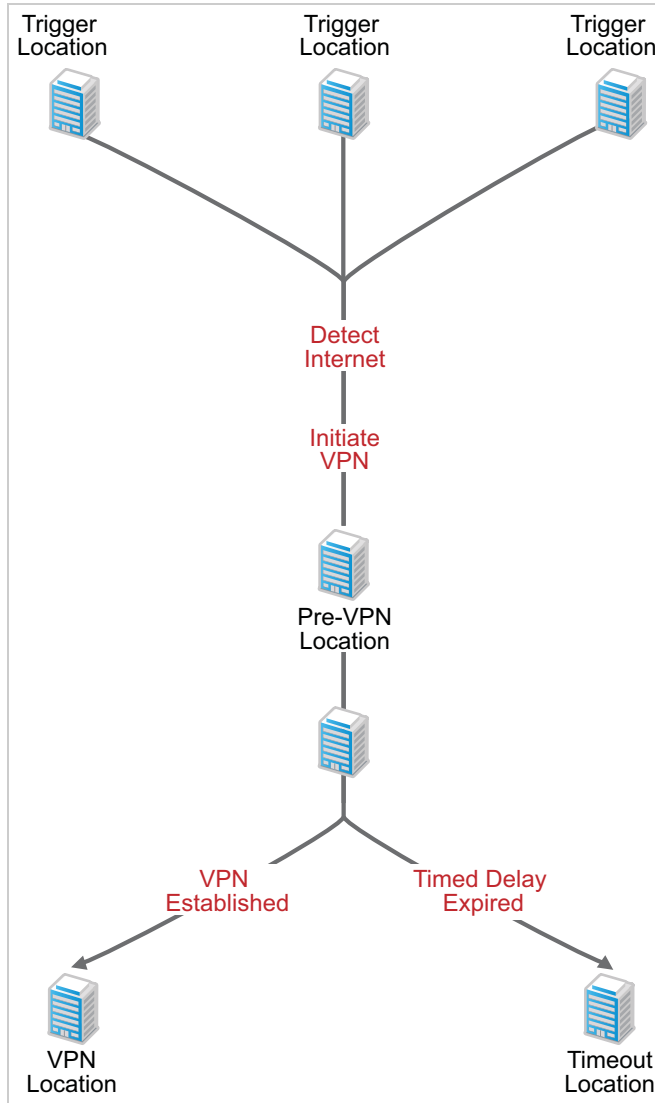 Trigger
Location
Trigger
Location
Trigger
Location
Detect
Internet
Initiate
VPN
Pre-VPN
Location
VPN
Established
Timed Delay
Expired
VPN
Location
Timeout
Location